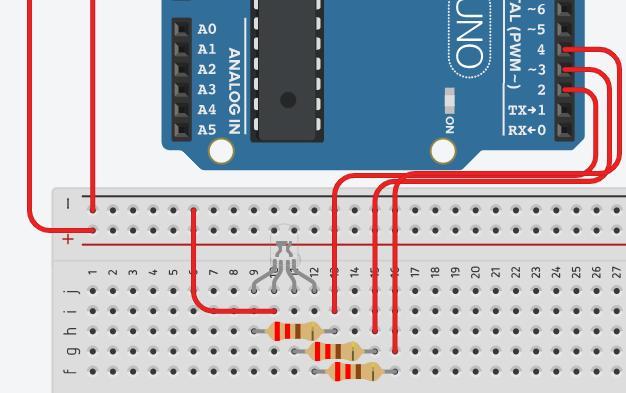 ~6
A0
~5
A1
4
A2
~3
A3
2
A4
TX→1
A5
RX←0
ANALOG IN
UNO
TAL (PWM~)
ON
−
+
1 2 3 4 5 6 7 8 9 10 11 12 13 15 16 17 18 19 20 21 22 23 24 25 26 27
j
i
h
g
f